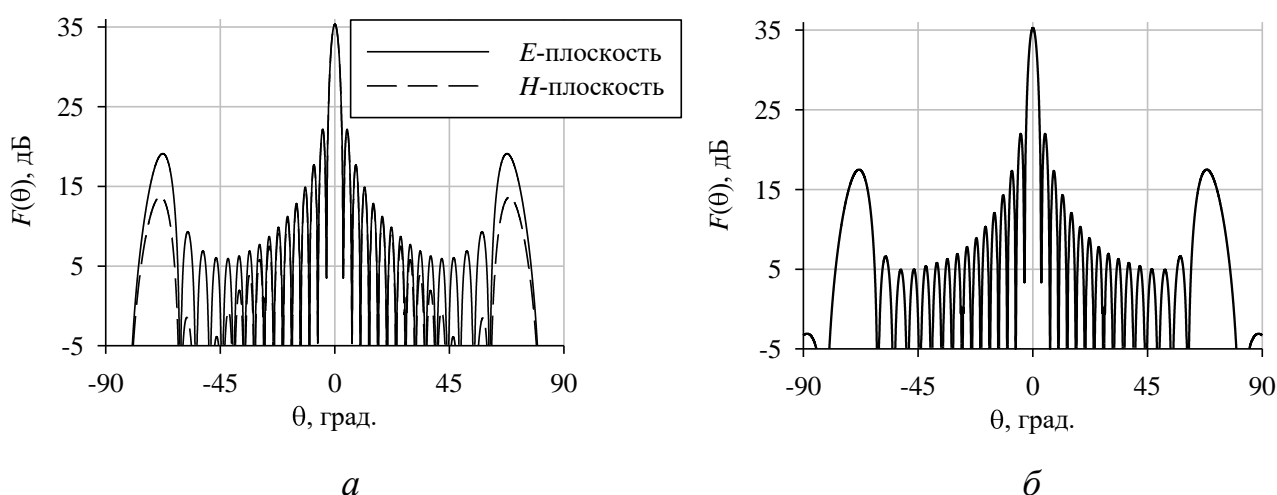 35
25
15
5
-5
F(θ), дБ
-90 -45 0 45 90
θ, град.
E-плоскость
H-плоскость
а
35
25
15
5
-5
F(θ), дБ
-90 -45 0 45 90
θ, град.
б